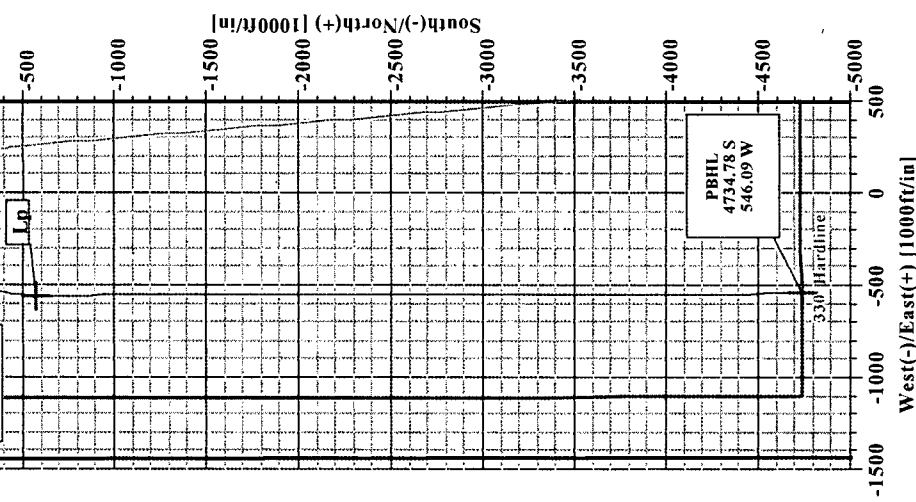 South(-)/North(+) [1000ft/in]
-500
-1000
-1500
-2000
-2500
-3000
-3500
-4000
-4500
-5000
Lp
PBHL
4734.78 S
546.09 W
330' Hardline
-1500
-1000
-500
0
500
West(-)/East(+) [1000ft/in]